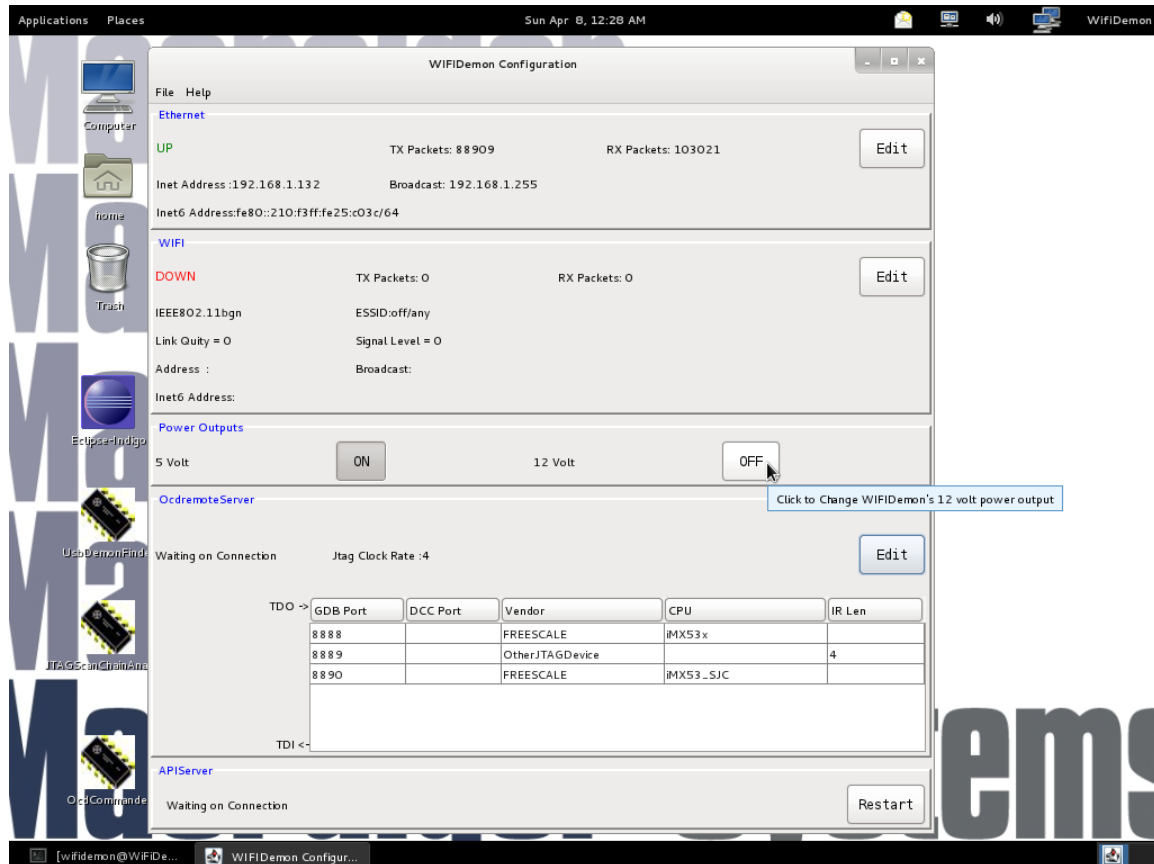 Applications Places Sun Apr 8, 12:28 AM WifiDemon
WIFIDemon Configuration
File Help
Computer
home
Trash
Eclipse-Indigo
UsbDemonFinde
JTAGScanChainAna
OcdCommande
Ethernet
UP TX Packets: 88909 RX Packets: 103021 Edit
Inet Address :192.168.1.132 Broadcast: 192.168.1.255
Inet6 Address:fe80::210:f3ff:fe25:c03c/64
WIFI
DOWN TX Packets: 0 RX Packets: 0 Edit
IEEE802.11bgn ESSID:off/any
Link Quity = 0 Signal Level = 0
Address : Broadcast:
Inet6 Address:
Power Outputs
5 Volt ON 12 Volt OFF
Click to Change WIFIDemon's 12 volt power output
OcdremoteServer
Waiting on Connection Jtag Clock Rate :4 Edit
TDO -> GDB Port DCC Port Vendor CPU IR Len
8888 FREESCALE iMX53x
8889 OtherJTAGDevice 4
8890 FREESCALE iMX53_SJC
TDI <-
APIServer
Waiting on Connection Restart
[wifidemon@WiFiDe... WIFIDemon Configur...